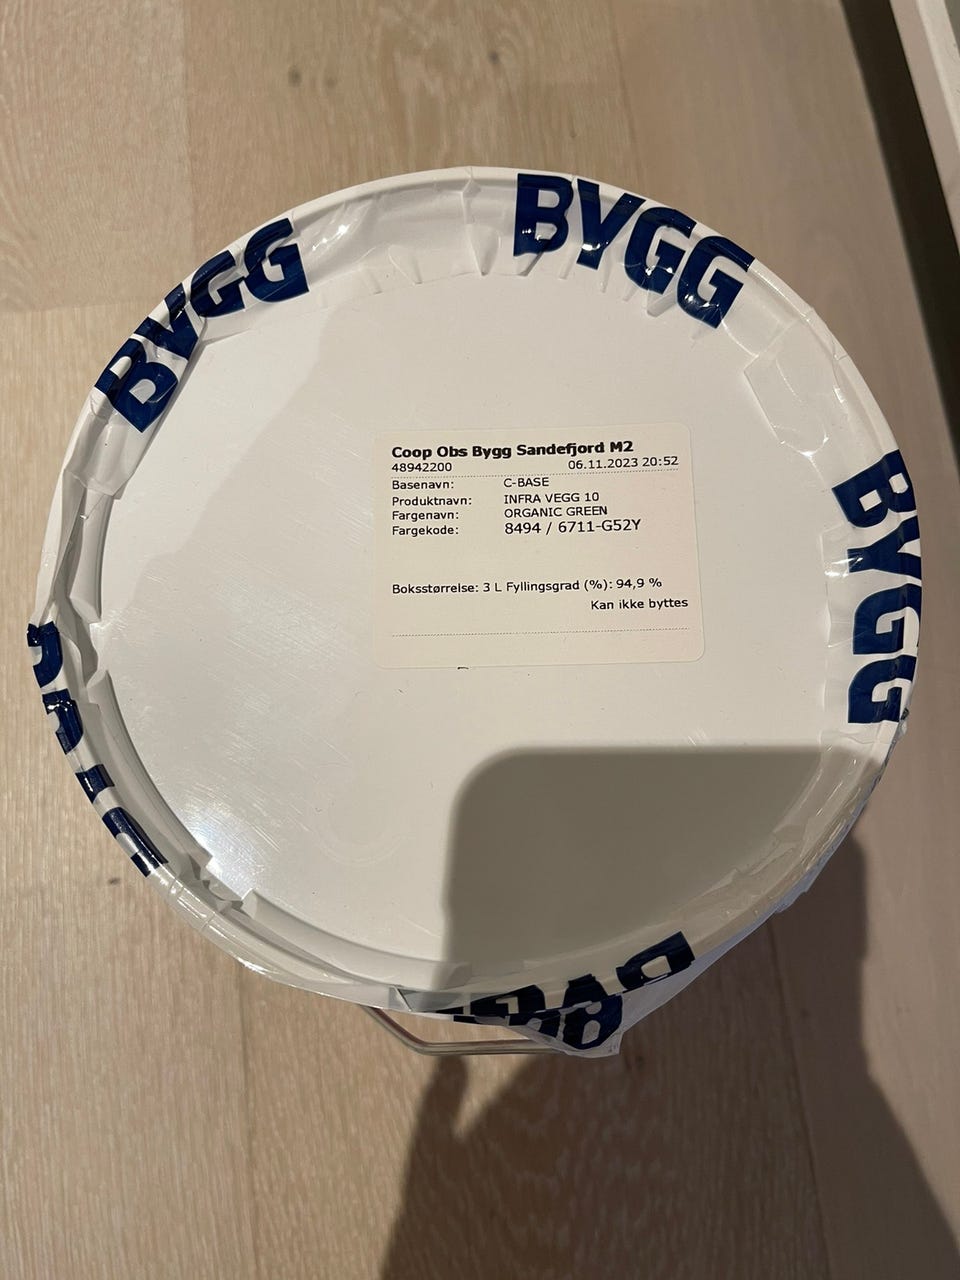 BYGG
BYGG
Coop Obs Bygg Sandefjord M2
48942200 06.11.2023 20:52
Basenavn: C-BASE
Produktnavn: INFRA VEGG 10
Fargenavn: ORGANIC GREEN
Fargekode: 8494 / 6711-G52Y
Boksstørrelse: 3 L Fyllingsgrad (%): 94,9 %
Kan ikke byttes
BYGG